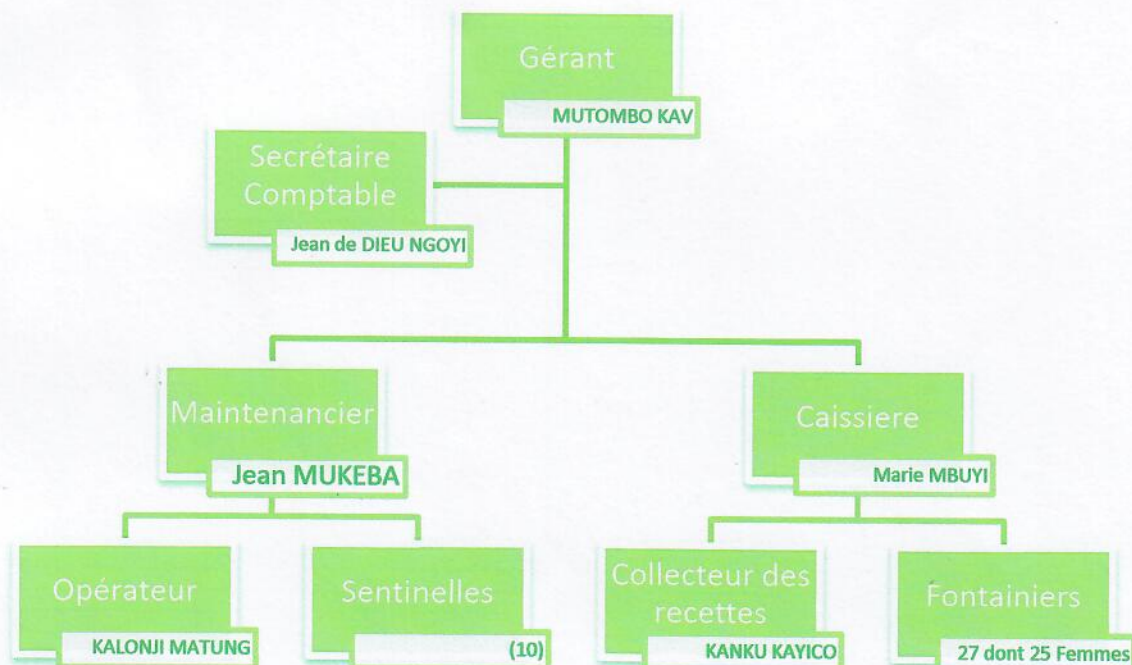 Gérant
MUTOMBO KAV
Secrétaire
Comptable
Jean de DIEU NGOYI
Maintenancier
Jean MUKEBA
Caissiere
Marie MBUYI
Opérateur
KALONJI MATUNG
Sentinelles
(10)
Collecteur des
recettes
KANKU KAYICO
Fontainiers
27 dont 25 Femmes